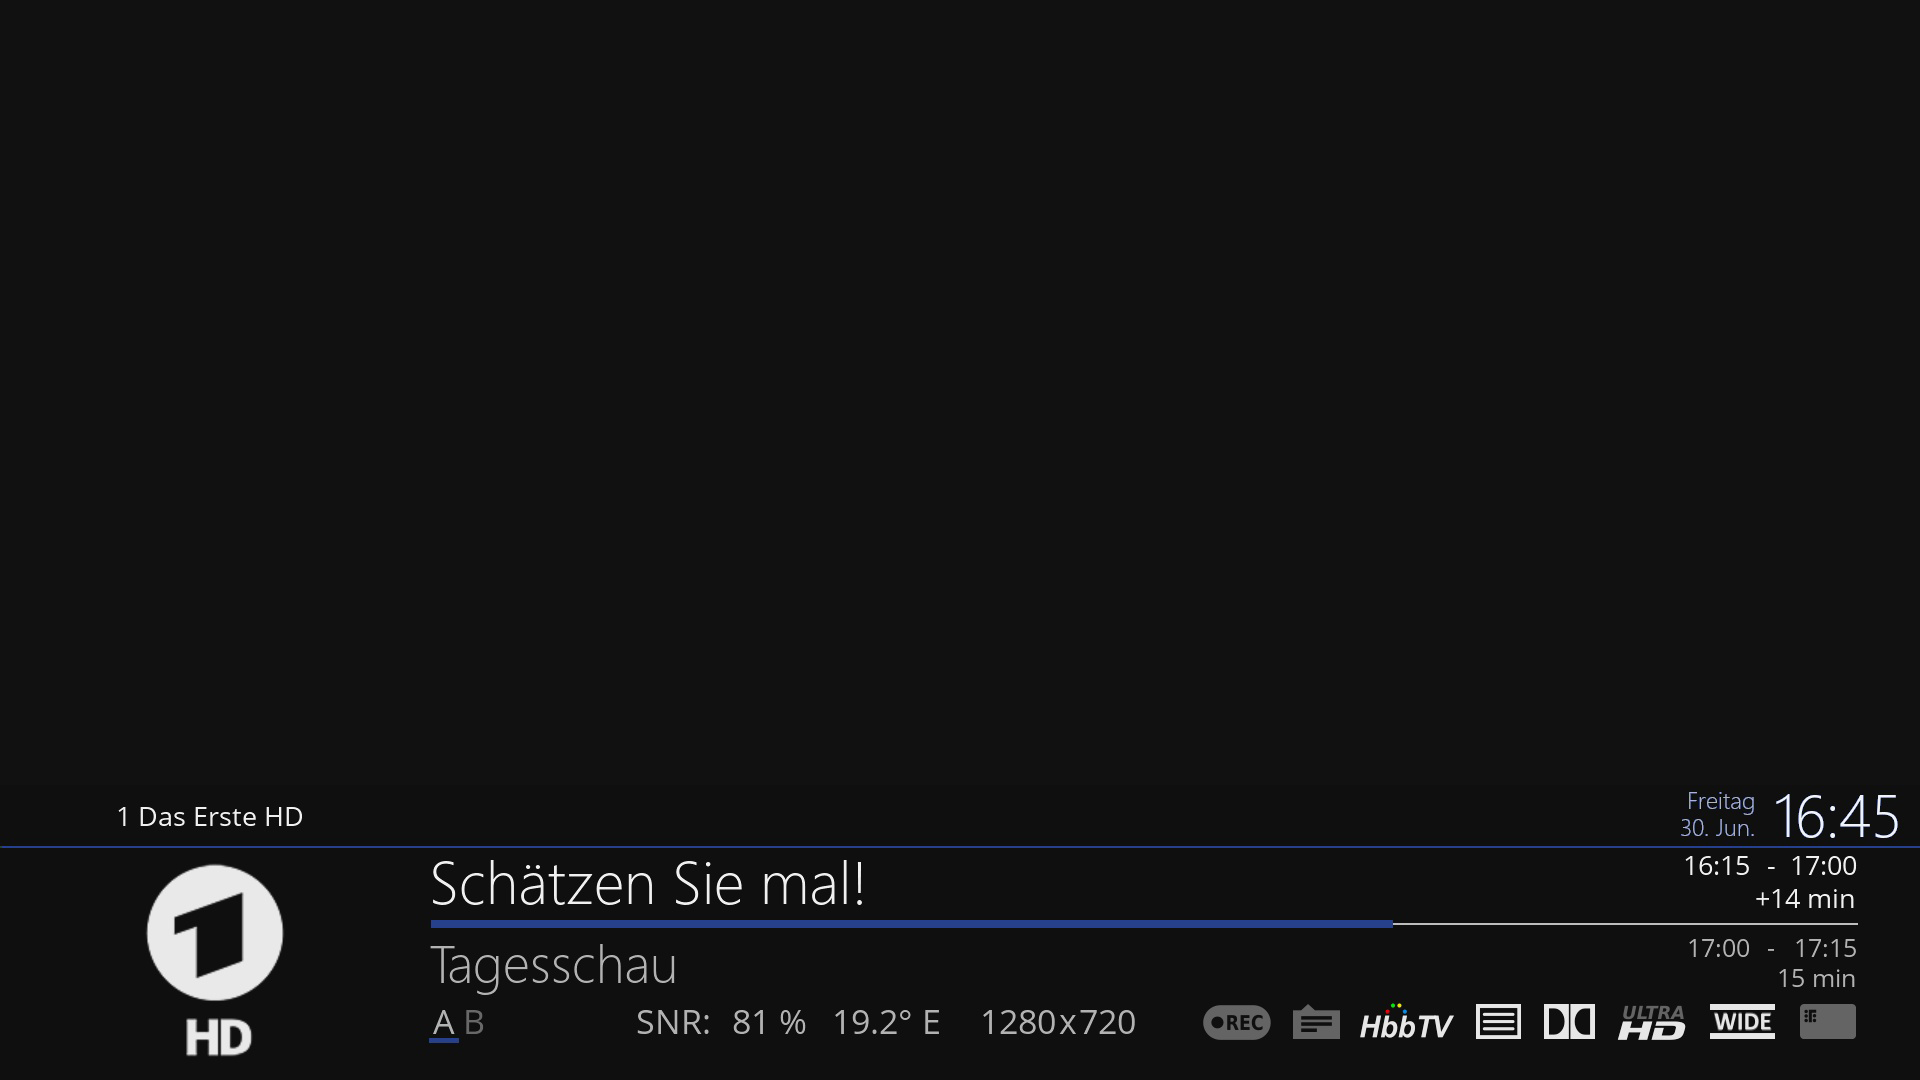 1 Das Erste HD
Freitag
30. Jun.
16:45
Schätzen Sie mal!
16:15 - 17:00
+14 min
Tagesschau
17:00 - 17:15
15 min
HD
A B SNR: 81 % 19.2° E 1280x720 REC HbbTV ULTRA HD WIDE